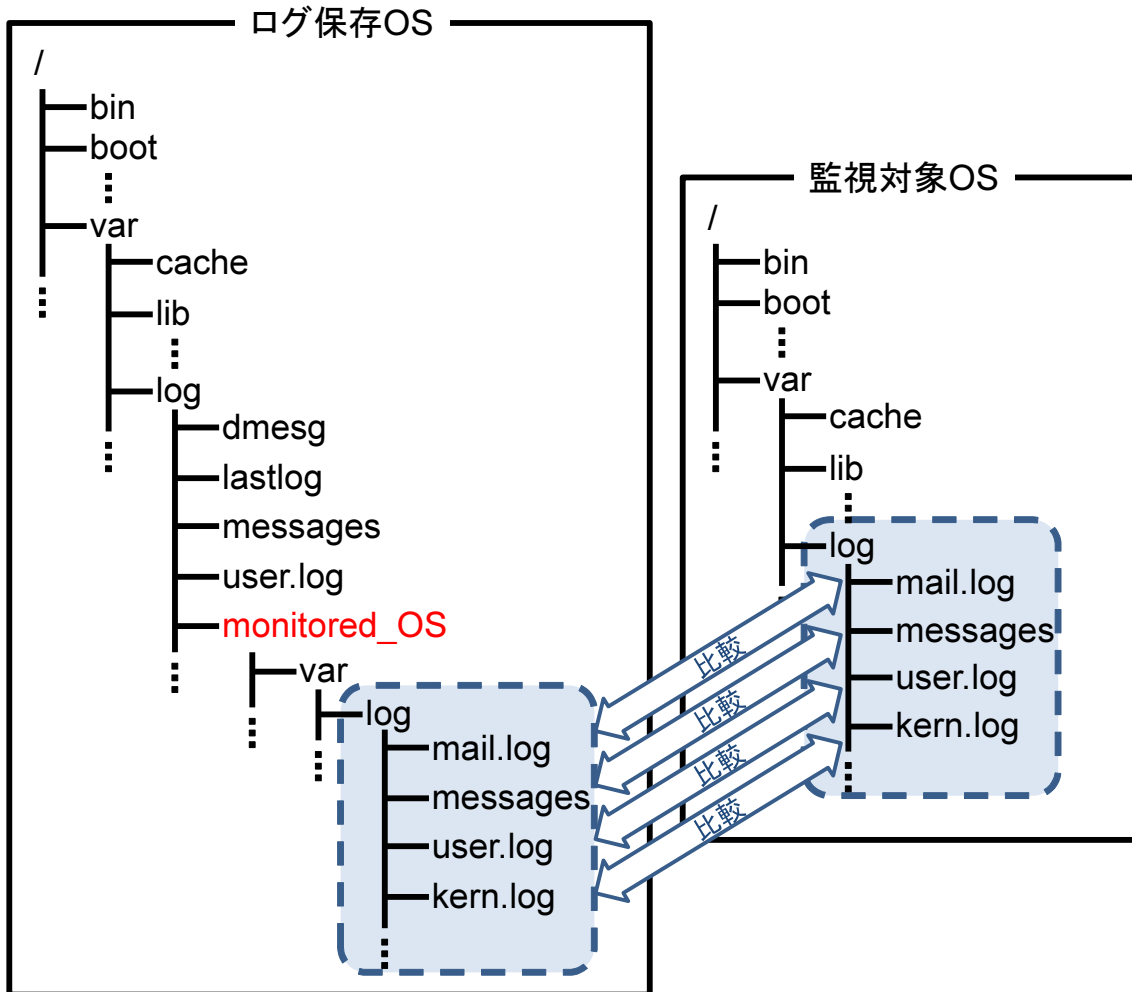 ログ保存OS
/
bin
boot
var
cache
lib
log
dmesg
lastlog
messages
user.log
monitored_OS
var
log
mail.log
messages
user.log
kern.log
監視対象OS
/
bin
boot
var
cache
lib
log
mail.log
messages
user.log
kern.log
比較
比較
比較
比較